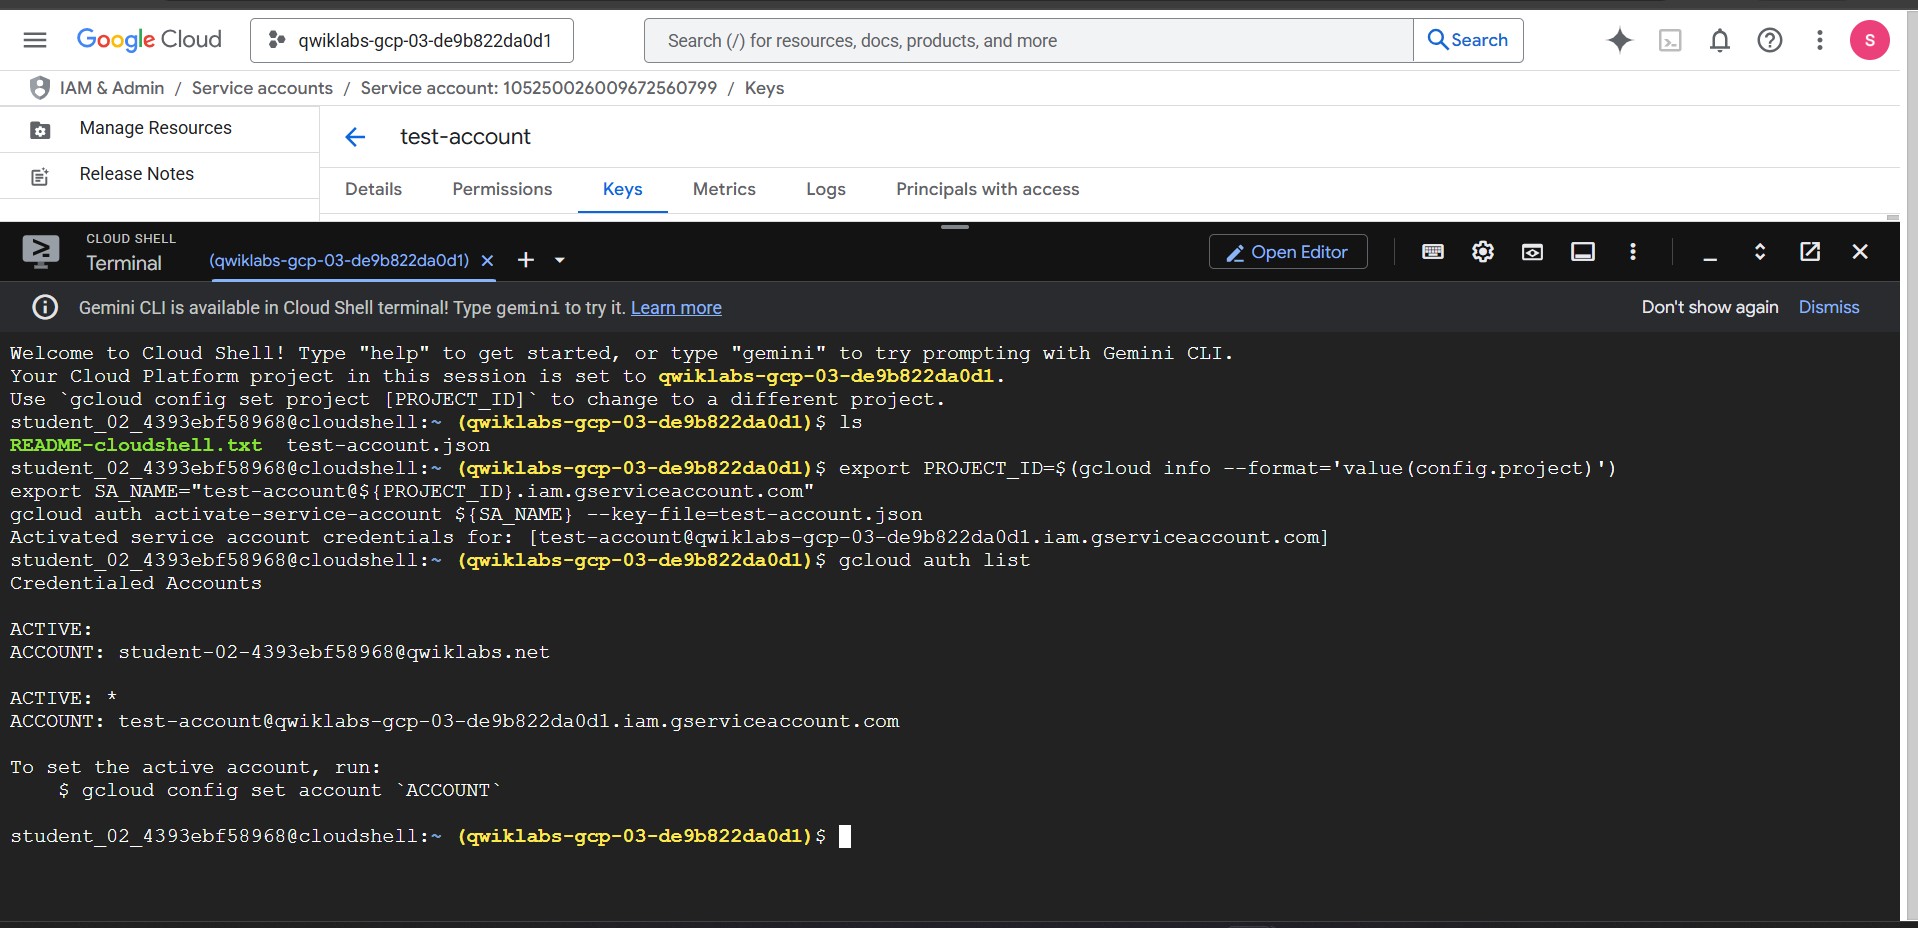 Google Cloud
qwiklabs-gcp-03-de9b822da0d1
Search (/) for resources, docs, products, and more
Search
S
IAM & Admin / Service accounts / Service account: 105250026009672560799 / Keys
Manage Resources
Release Notes
test-account
Details Permissions Keys Metrics Logs Principals with access
CLOUD SHELL
Terminal
(qwiklabs-gcp-03-de9b822da0d1)
Open Editor
Gemini CLI is available in Cloud Shell terminal! Type gemini to try it. Learn more
Don't show again Dismiss
Welcome to Cloud Shell! Type "help" to get started, or type "gemini" to try prompting with Gemini CLI.
Your Cloud Platform project in this session is set to qwiklabs-gcp-03-de9b822da0d1.
Use `gcloud config set project [PROJECT_ID]` to change to a different project.
student_02_4393ebf58968@cloudshell:~ (qwiklabs-gcp-03-de9b822da0d1)$ ls
README-cloudshell.txt  test-account.json
student_02_4393ebf58968@cloudshell:~ (qwiklabs-gcp-03-de9b822da0d1)$ export PROJECT_ID=$(gcloud info --format='value(config.project)')
export SA_NAME="test-account@${PROJECT_ID}.iam.gserviceaccount.com"
gcloud auth activate-service-account ${SA_NAME} --key-file=test-account.json
Activated service account credentials for: [test-account@qwiklabs-gcp-03-de9b822da0d1.iam.gserviceaccount.com]
student_02_4393ebf58968@cloudshell:~ (qwiklabs-gcp-03-de9b822da0d1)$ gcloud auth list
Credentialed Accounts
ACTIVE:
ACCOUNT: student-02-4393ebf58968@qwiklabs.net
ACTIVE: *
ACCOUNT: test-account@qwiklabs-gcp-03-de9b822da0d1.iam.gserviceaccount.com
To set the active account, run:
$ gcloud config set account `ACCOUNT`
student_02_4393ebf58968@cloudshell:~ (qwiklabs-gcp-03-de9b822da0d1)$